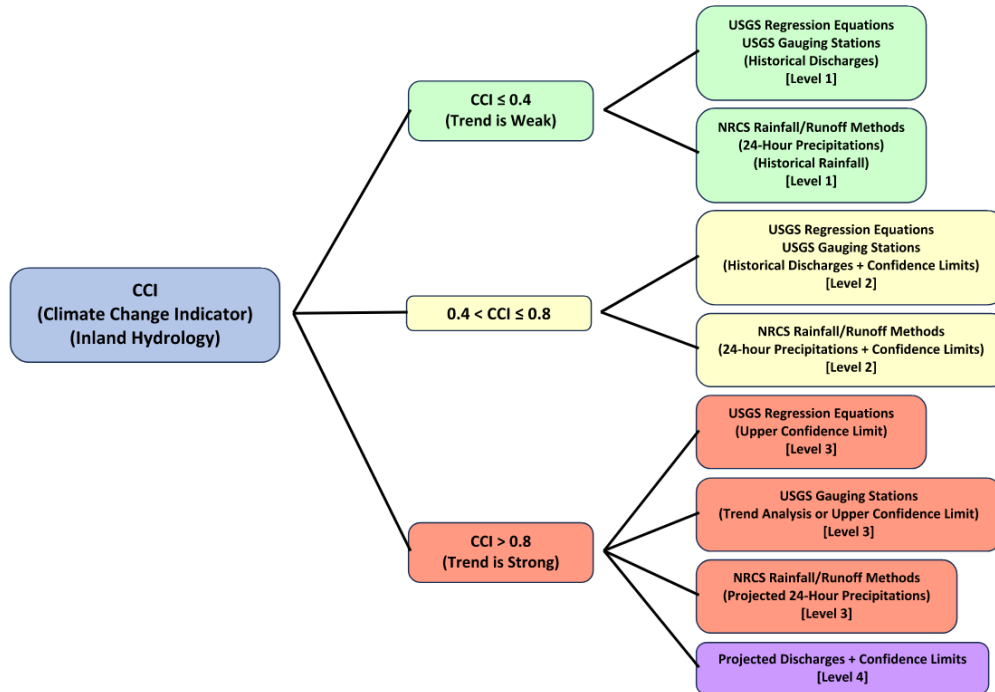 USGS Regression Equations
USGS Gauging Stations
(Historical Discharges)
[Level 1]
CCI ≤ 0.4
(Trend is Weak)
NRCS Rainfall/Runoff Methods
(24-Hour Precipitations)
(Historical Rainfall)
[Level 1]
USGS Regression Equations
USGS Gauging Stations
(Historical Discharges + Confidence Limits)
[Level 2]
CCI
(Climate Change Indicator)
(Inland Hydrology)
0.4 < CCI ≤ 0.8
NRCS Rainfall/Runoff Methods
(24-hour Precipitations + Confidence Limits)
[Level 2]
USGS Regression Equations
(Upper Confidence Limit)
[Level 3]
USGS Gauging Stations
(Trend Analysis or Upper Confidence Limit)
[Level 3]
CCI > 0.8
(Trend is Strong)
NRCS Rainfall/Runoff Methods
(Projected 24-Hour Precipitations)
[Level 3]
Projected Discharges + Confidence Limits
[Level 4]